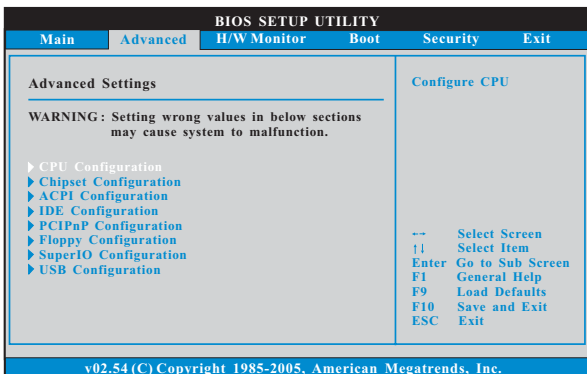 BIOS SETUP UTILITY
Main Advanced H/W Monitor Boot Security Exit
Advanced Settings
WARNING : Setting wrong values in below sections
may cause system to malfunction.
CPU Configuration
Chipset Configuration
ACPI Configuration
IDE Configuration
PCIPnP Configuration
Floppy Configuration
SuperIO Configuration
USB Configuration
Configure CPU
←→ Select Screen
↑↓ Select Item
Enter Go to Sub Screen
F1 General Help
F9 Load Defaults
F10 Save and Exit
ESC Exit
v02.54 (C) Copyright 1985-2005, American Megatrends, Inc.